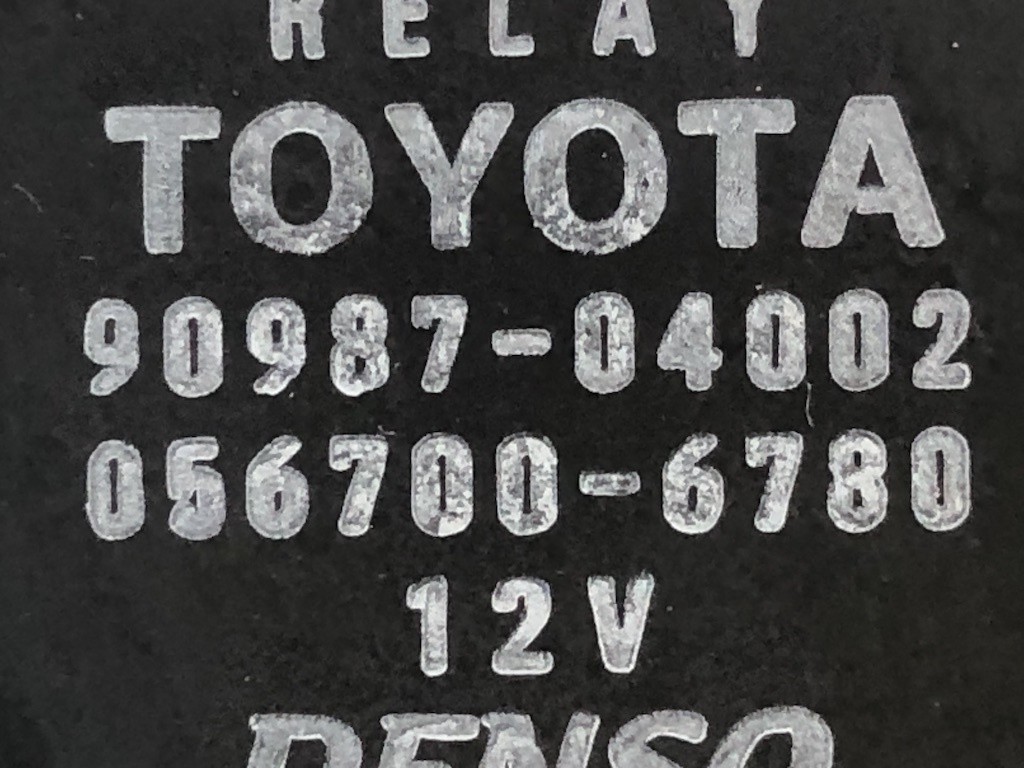 RELAY
TOYOTA
90987-04002
056700-6780
12V
DENSO